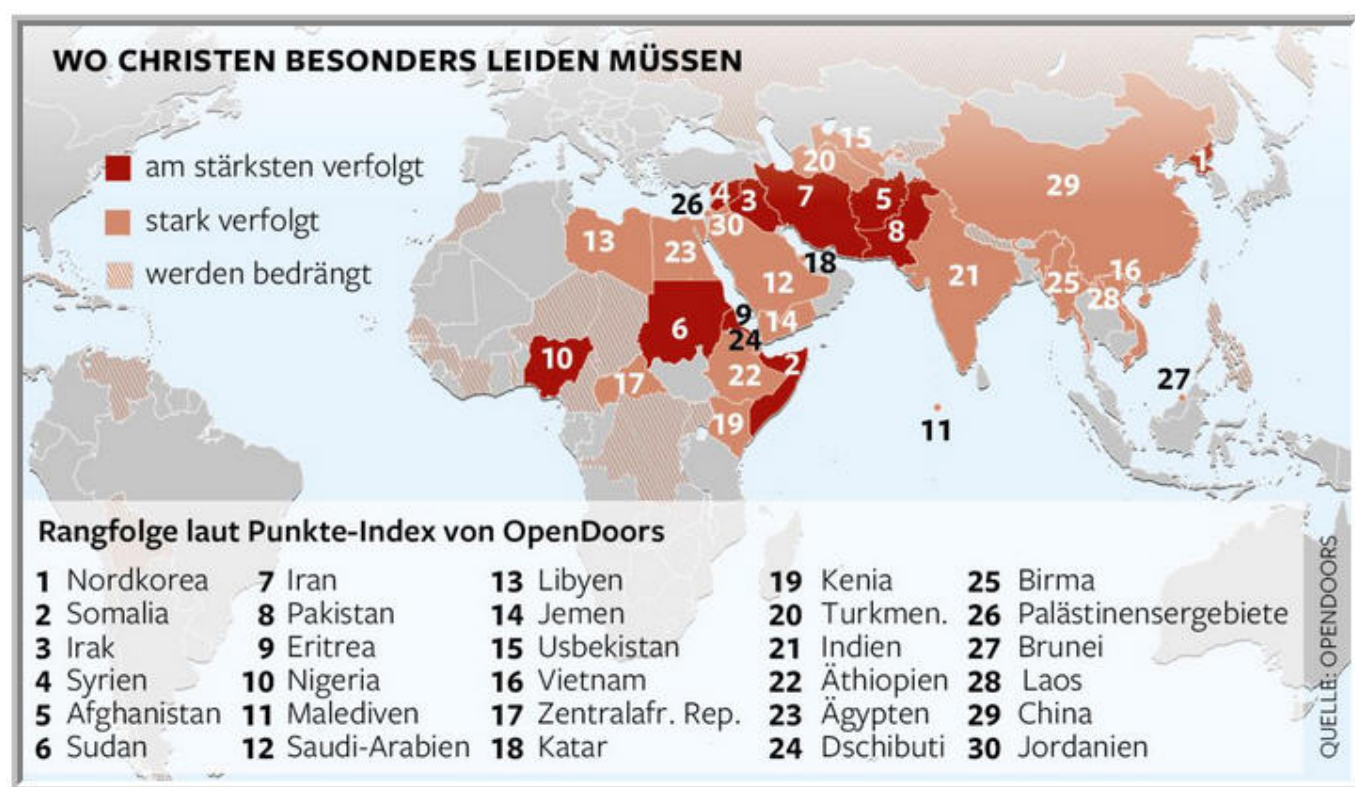 WO CHRISTEN BESONDERS LEIDEN MÜSSEN
am stärksten verfolgt
stark verfolgt
werden bedrängt
15
20
1
29
26
4
3
7
5
8
30
13
23
18
12
21
16
25
28
6
9
14
24
10
2
22
17
27
19
11
Rangfolge laut Punkte-Index von OpenDoors
1 Nordkorea
2 Somalia
3 Irak
4 Syrien
5 Afghanistan
6 Sudan
7 Iran
8 Pakistan
9 Eritrea
10 Nigeria
11 Malediven
12 Saudi-Arabien
13 Libyen
14 Jemen
15 Usbekistan
16 Vietnam
17 Zentralafr. Rep.
18 Katar
19 Kenia
20 Turkmen.
21 Indien
22 Äthiopien
23 Ägypten
24 Dschibuti
25 Birma
26 Palästinensergebiete
27 Brunei
28 Laos
29 China
30 Jordanien
QUELLE: OPENDOORS